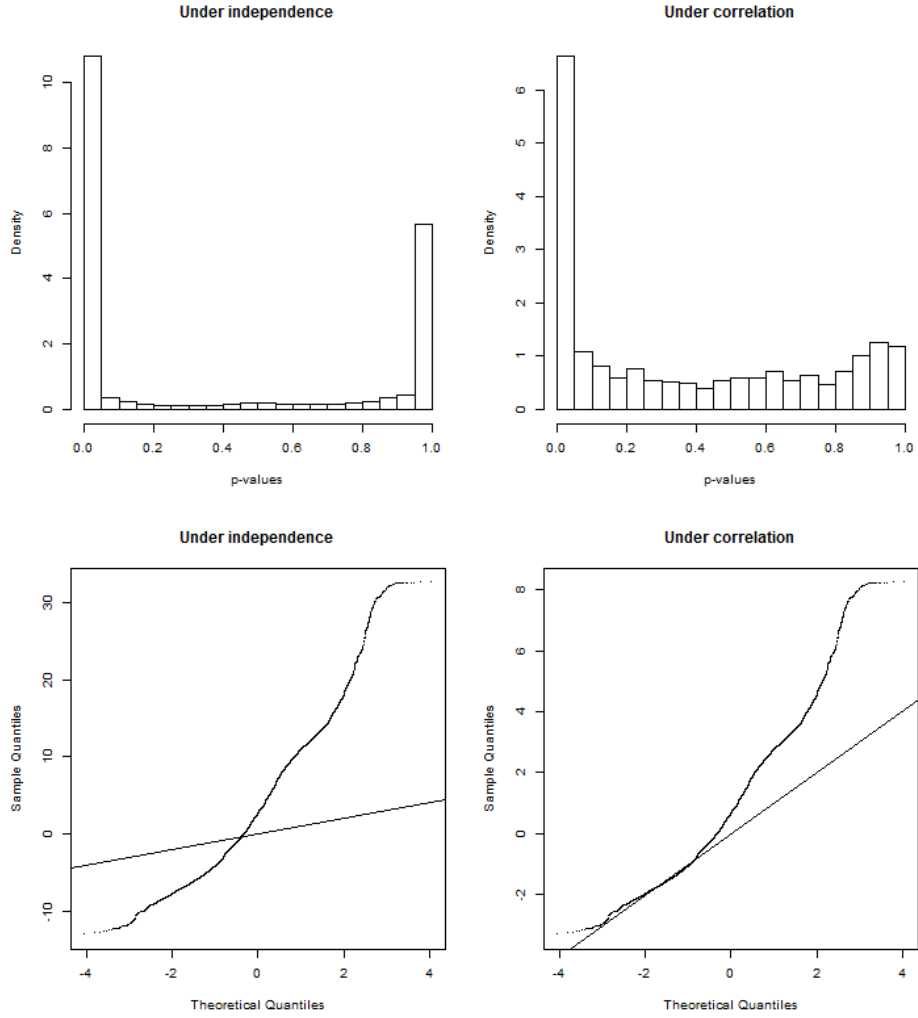 Under independence
Under correlation
Density
0 2 4 6 8 10
0.0 0.2 0.4 0.6 0.8 1.0
p-values
Density
0 1 2 3 4 5 6
0.0 0.2 0.4 0.6 0.8 1.0
p-values
Under independence
Under correlation
Sample Quantiles
-10 0 10 20 30
-4 -2 0 2 4
Theoretical Quantiles
Sample Quantiles
-2 0 2 4 6 8
-4 -2 0 2 4
Theoretical Quantiles